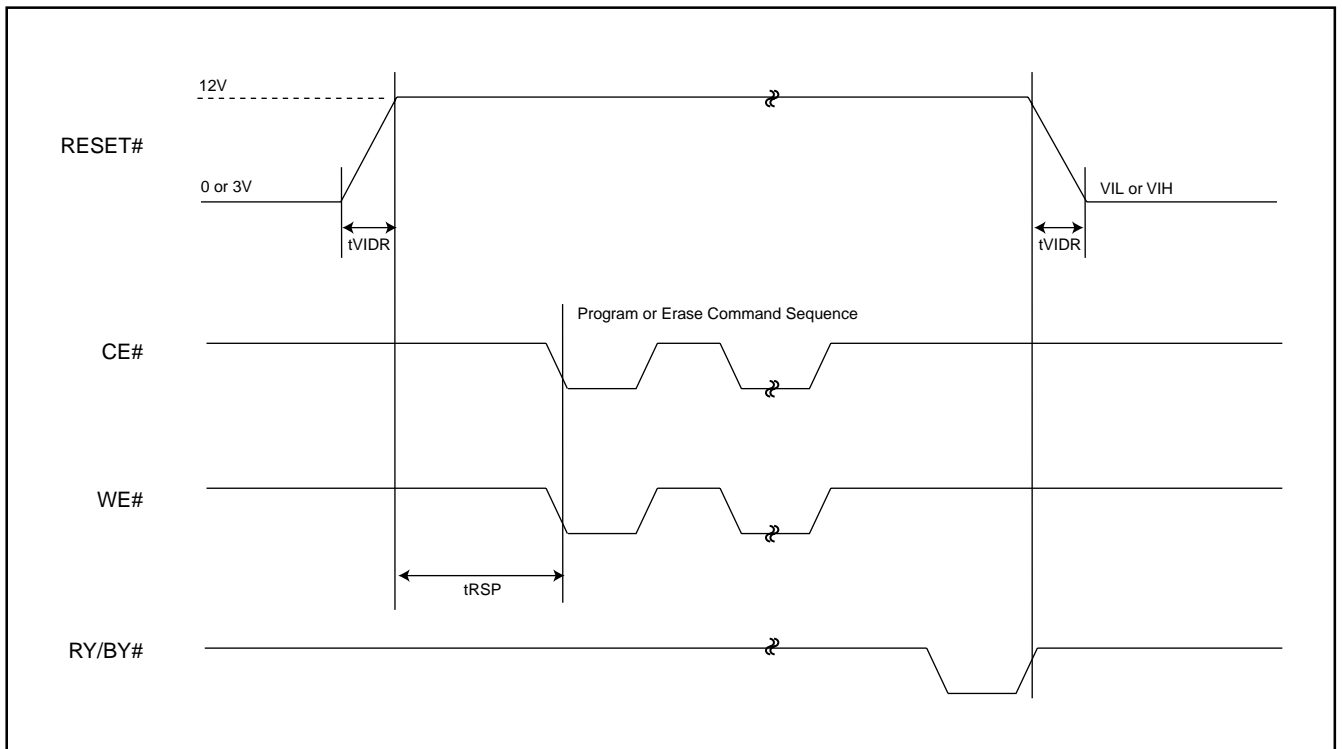 12V
RESET#
0 or 3V
VIL or VIH
tVIDR
tVIDR
Program or Erase Command Sequence
CE#
WE#
tRSP
RY/BY#